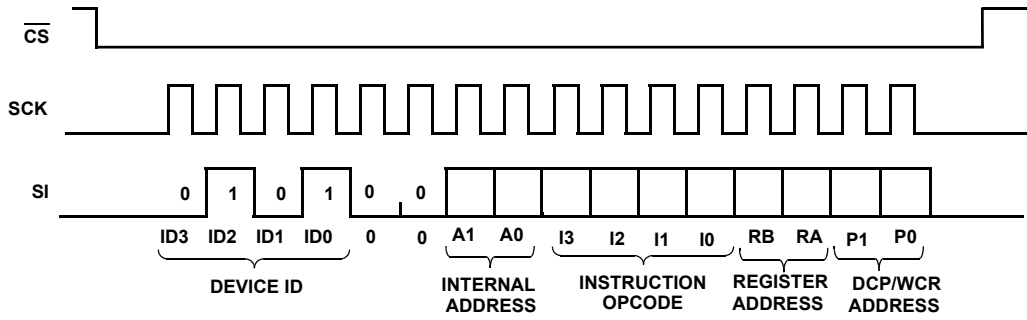 CS
SCK
SI 0 1 0 1 0 0
ID3 ID2 ID1 ID0 0 0 A1 A0 I3 I2 I1 I0 RB RA P1 P0
DEVICE ID INTERNAL INSTRUCTION REGISTER DCP/WCR
ADDRESS OPCODE ADDRESS ADDRESS